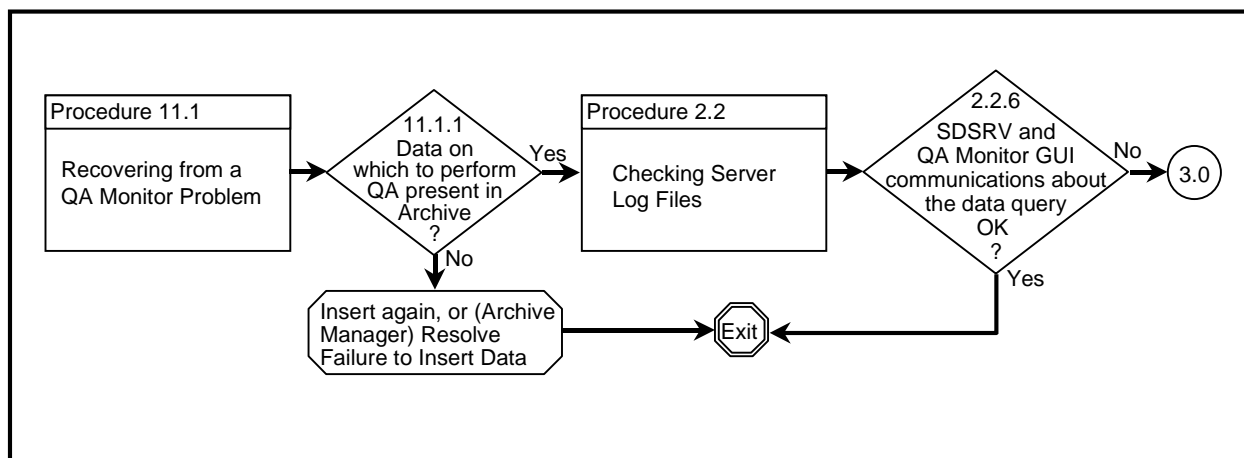 Procedure 11.1
Recovering from a
QA Monitor Problem
11.1.1
Data on
which to perform
QA present in
Archive
?
Yes
No
Insert again, or (Archive
Manager) Resolve
Failure to Insert Data
Procedure 2.2
Checking Server
Log Files
2.2.6
SDSRV and
QA Monitor GUI
communications about
the data query
OK
?
No
3.0
Yes
Exit